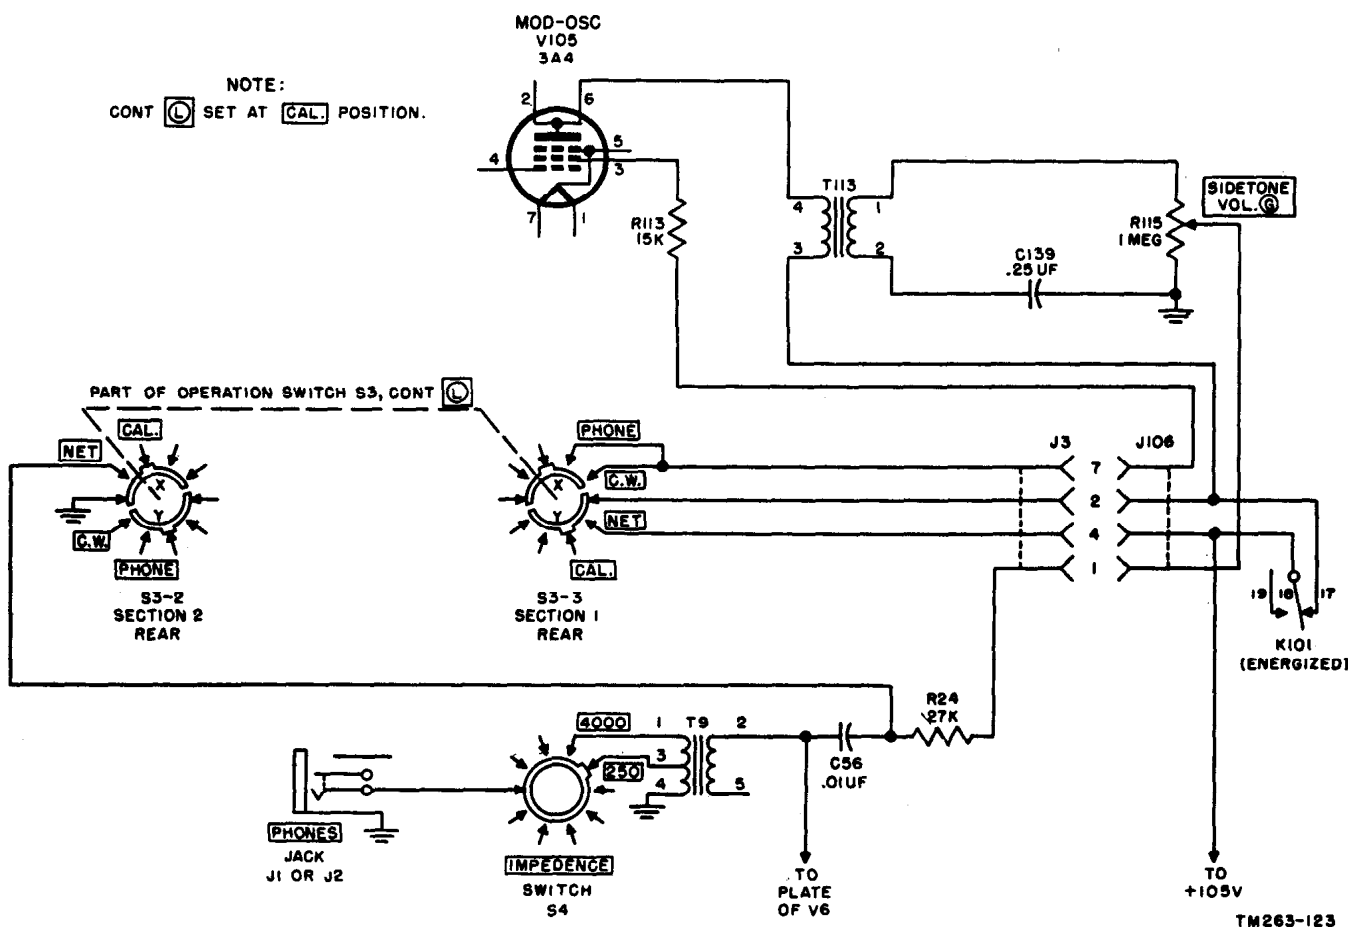 MOD-OSC
V105
3A4
NOTE:
CONT L SET AT CAL. POSITION.
2
6
5
4
3
7
1
R113
15K
T113
4
1
3
2
SIDETONE
VOL. G
R115
1 MEG
C139
.25 UF
PART OF OPERATION SWITCH S3, CONT L
CAL.
NET
X
Y
C.W.
PHONE
S3-2
SECTION 2
REAR
PHONE
C.W.
X
Y
NET
CAL.
S3-3
SECTION 1
REAR
J3
J106
7
2
4
1
19
18
17
K101
(ENERGIZED)
R24
27K
4000
1
T9
2
3
250
4
5
C56
.01UF
PHONES
JACK
J1 OR J2
IMPEDENCE
SWITCH
S4
TO
PLATE
OF V6
TO
+105V
TM263-123